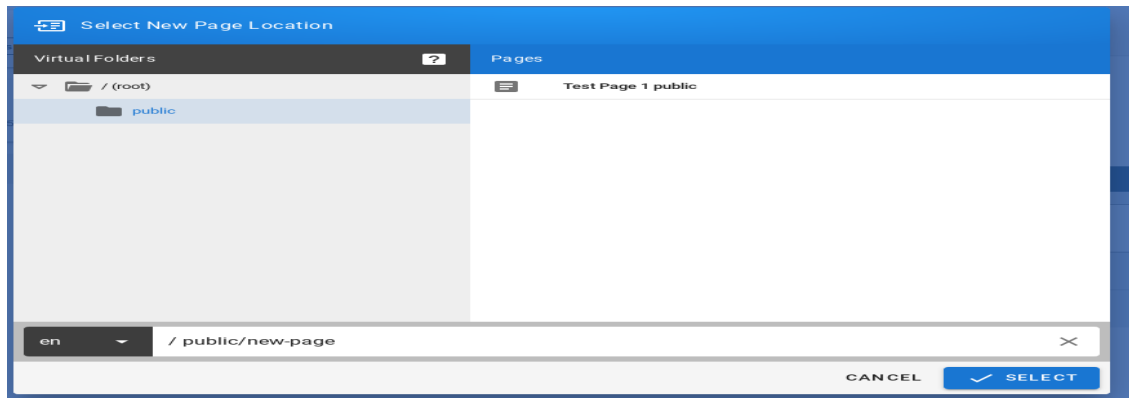 Select New Page Location
Virtual Folders
?
Pages
/ (root)
Test Page 1 public
public
en
/ public/new-page
CANCEL
SELECT